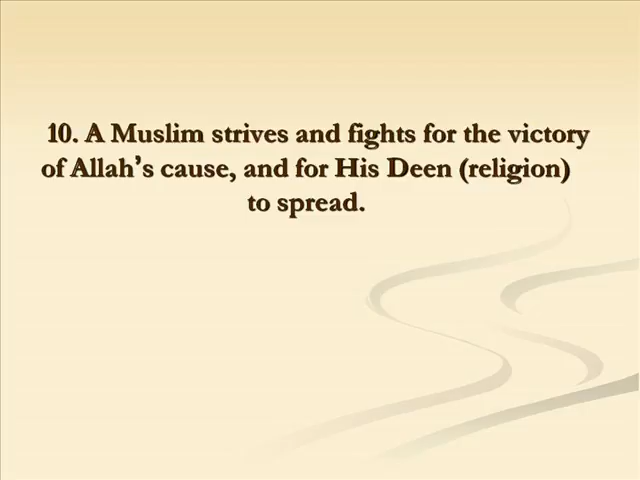 10. A Muslim strives and fights for the victory
of Allah’s cause, and for His Deen (religion)
to spread.